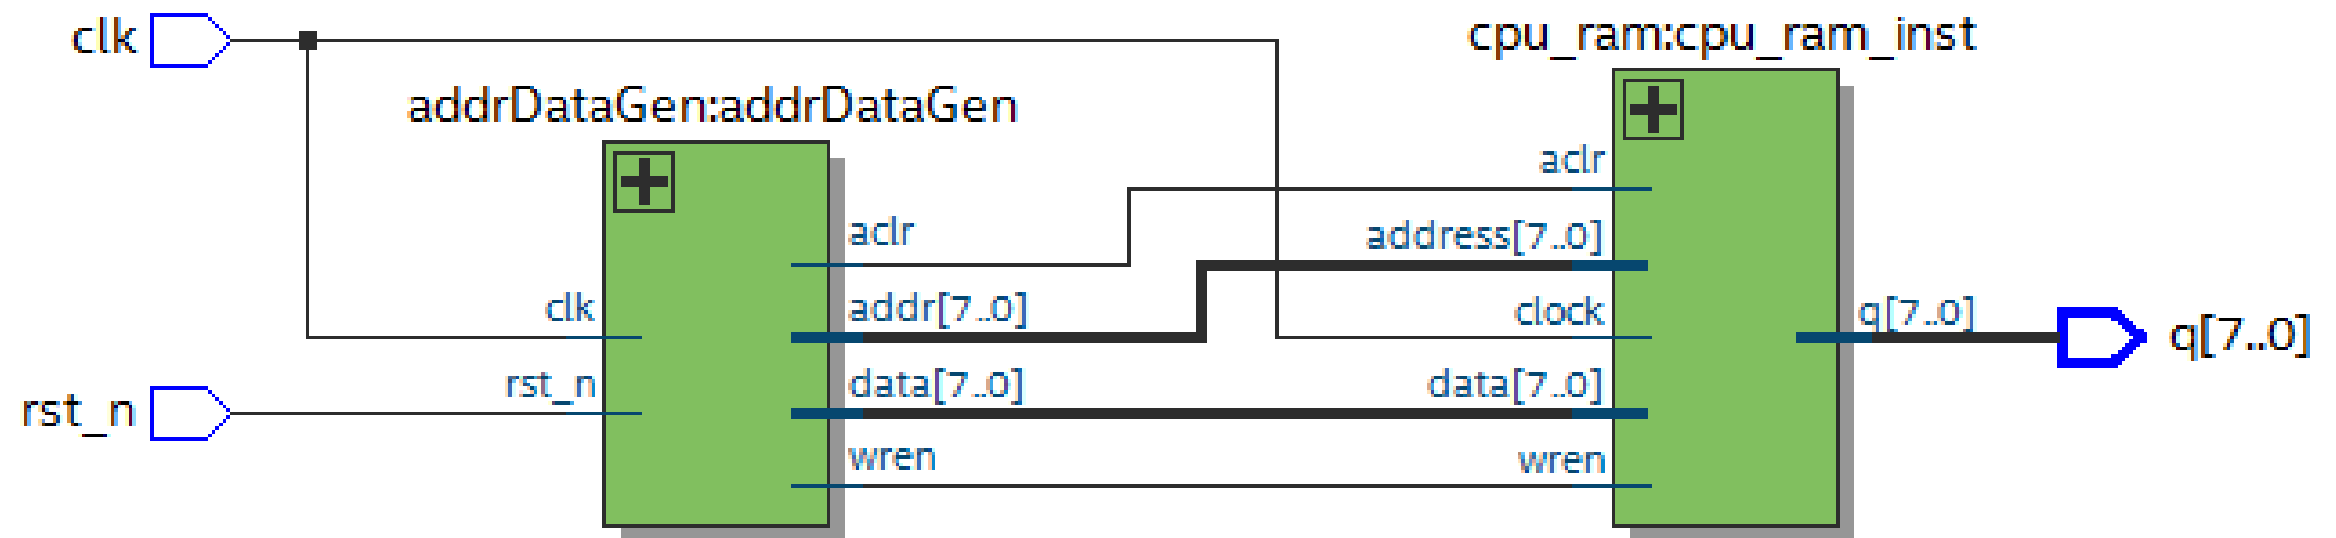 clk
cpu_ram:cpu_ram_inst
addrDataGen:addrDataGen
aclr
aclr
address[7..0]
clk
addr[7..0]
clock
q[7..0]
q[7..0]
rst_n
rst_n
data[7..0]
data[7..0]
wren
wren